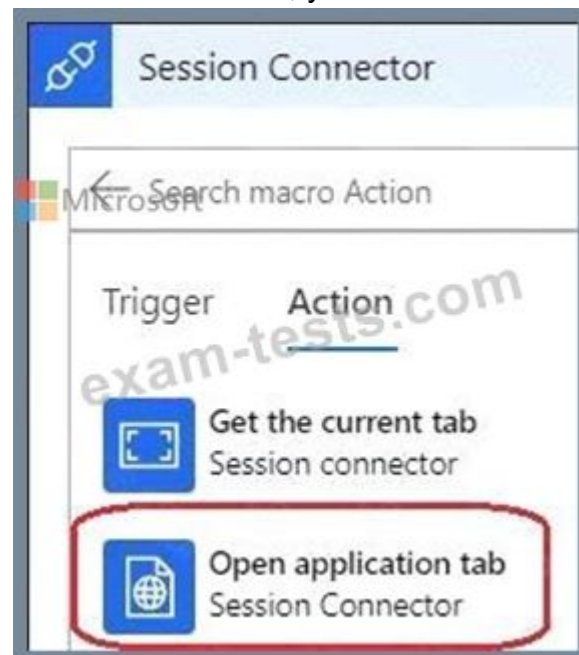 Session Connector
Microsoft
Search macro Action
Trigger Action
exam-tests.com
Get the current tab
Session connector
Open application tab
Session Connector